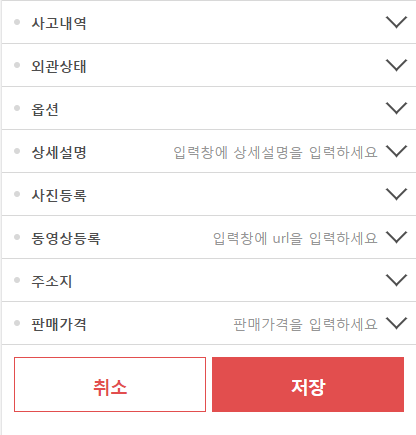 사고내역
외관상태
옵션
상세설명 입력창에 상세설명을 입력하세요
사진등록
동영상등록 입력창에 url을 입력하세요
주소지
판매가격 판매가격을 입력하세요
취소 저장